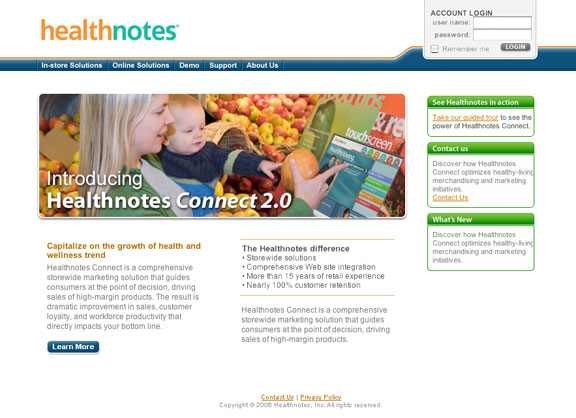 healthnotes®
ACCOUNT LOGIN
user name:
password:
Remember me
LOGIN
In-store Solutions
Online Solutions
Demo
Support
About Us
touchscreen
Healthy Living
Introducing
Healthnotes Connect 2.0
See Healthnotes in action
Take our guided tour to see the
power of Healthnotes Connect.
Contact us
Discover how Healthnotes
Connect optimizes healthy-living
merchandising and marketing
initiatives.
Contact Us
What's New
Discover how Healthnotes
Connect optimizes healthy-living
merchandising and marketing
initiatives.
Capitalize on the growth of health and
wellness trend
Healthnotes Connect is a comprehensive
storewide marketing solution that guides
consumers at the point of decision, driving
sales of high-margin products. The result is
dramatic improvement in sales, customer
loyalty, and workforce productivity that
directly impacts your bottom line.
Learn More
The Healthnotes difference
• Storewide solutions
• Comprehensive Web site integration
• More than 15 years of retail experience
• Nearly 100% customer retention
Healthnotes Connect is a comprehensive
storewide marketing solution that guides
consumers at the point of decision, driving
sales of high-margin products.
Contact Us | Privacy Policy
Copyright © 2006 Healthnotes, Inc. All rights reserved.